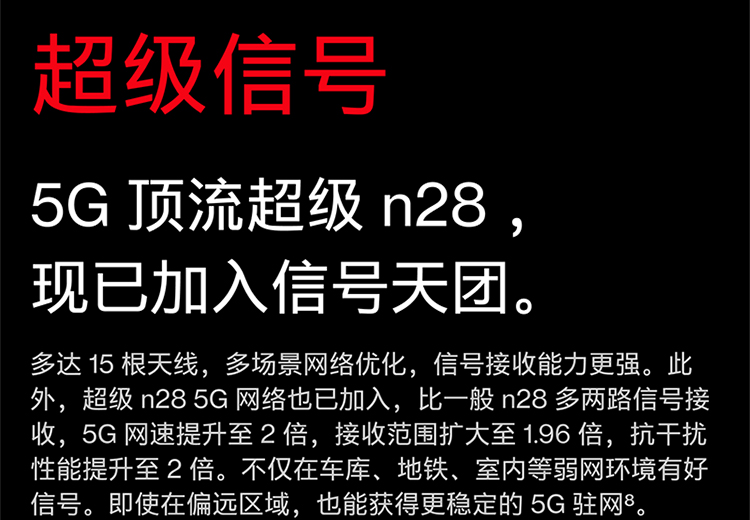 超级信号
5G 顶流超级 n28，
现已加入信号天团。
多达 15 根天线，多场景网络优化，信号接收能力更强。此
外，超级 n28 5G 网络也已加入，比一般 n28 多两路信号接
收，5G 网速提升至 2 倍，接收范围扩大至 1.96 倍，抗干扰
性能提升至 2 倍。不仅在车库、地铁、室内等弱网环境有好
信号。即使在偏远区域，也能获得更稳定的 5G 驻网⁸。